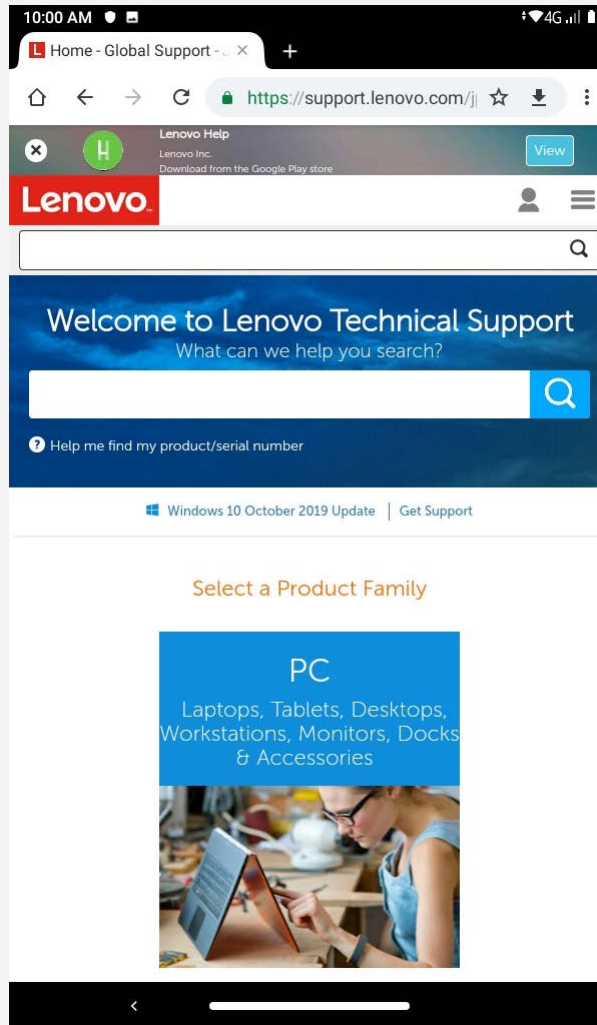 10:00 AM
4G
Home - Global Support -
https://support.lenovo.com/j
Lenovo Help
Lenovo Inc.
Download from the Google Play store
View
H
Lenovo
Welcome to Lenovo Technical Support
What can we help you search?
Help me find my product/serial number
Windows 10 October 2019 Update | Get Support
Select a Product Family
PC
Laptops, Tablets, Desktops,
Workstations, Monitors, Docks
& Accessories